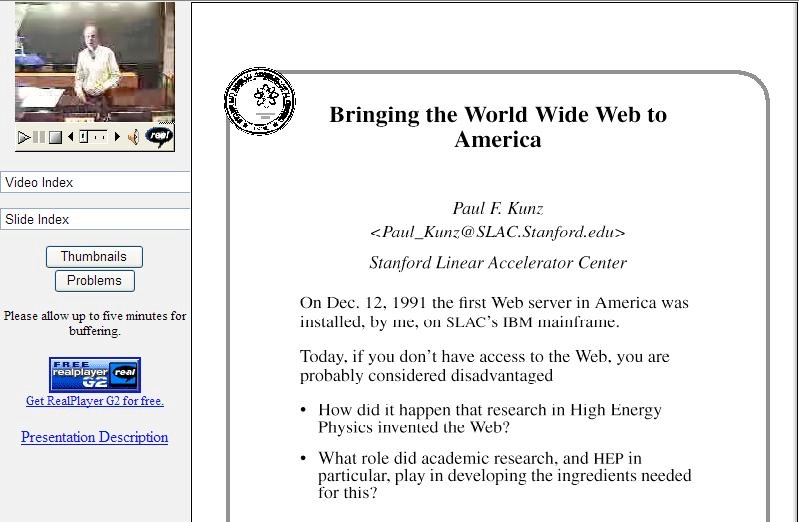 real
Video Index
Slide Index
Thumbnails
Problems
Please allow up to five minutes for
buffering.
FREE
realplayer
G2
real
Get RealPlayer G2 for free.
Presentation Description
Bringing the World Wide Web to
America
Paul F. Kunz
<Paul_Kunz@SLAC.Stanford.edu>
Stanford Linear Accelerator Center
On Dec. 12, 1991 the first Web server in America was
installed, by me, on SLAC's IBM mainframe.
Today, if you don't have access to the Web, you are
probably considered disadvantaged
• How did it happen that research in High Energy
Physics invented the Web?
• What role did academic research, and HEP in
particular, play in developing the ingredients needed
for this?